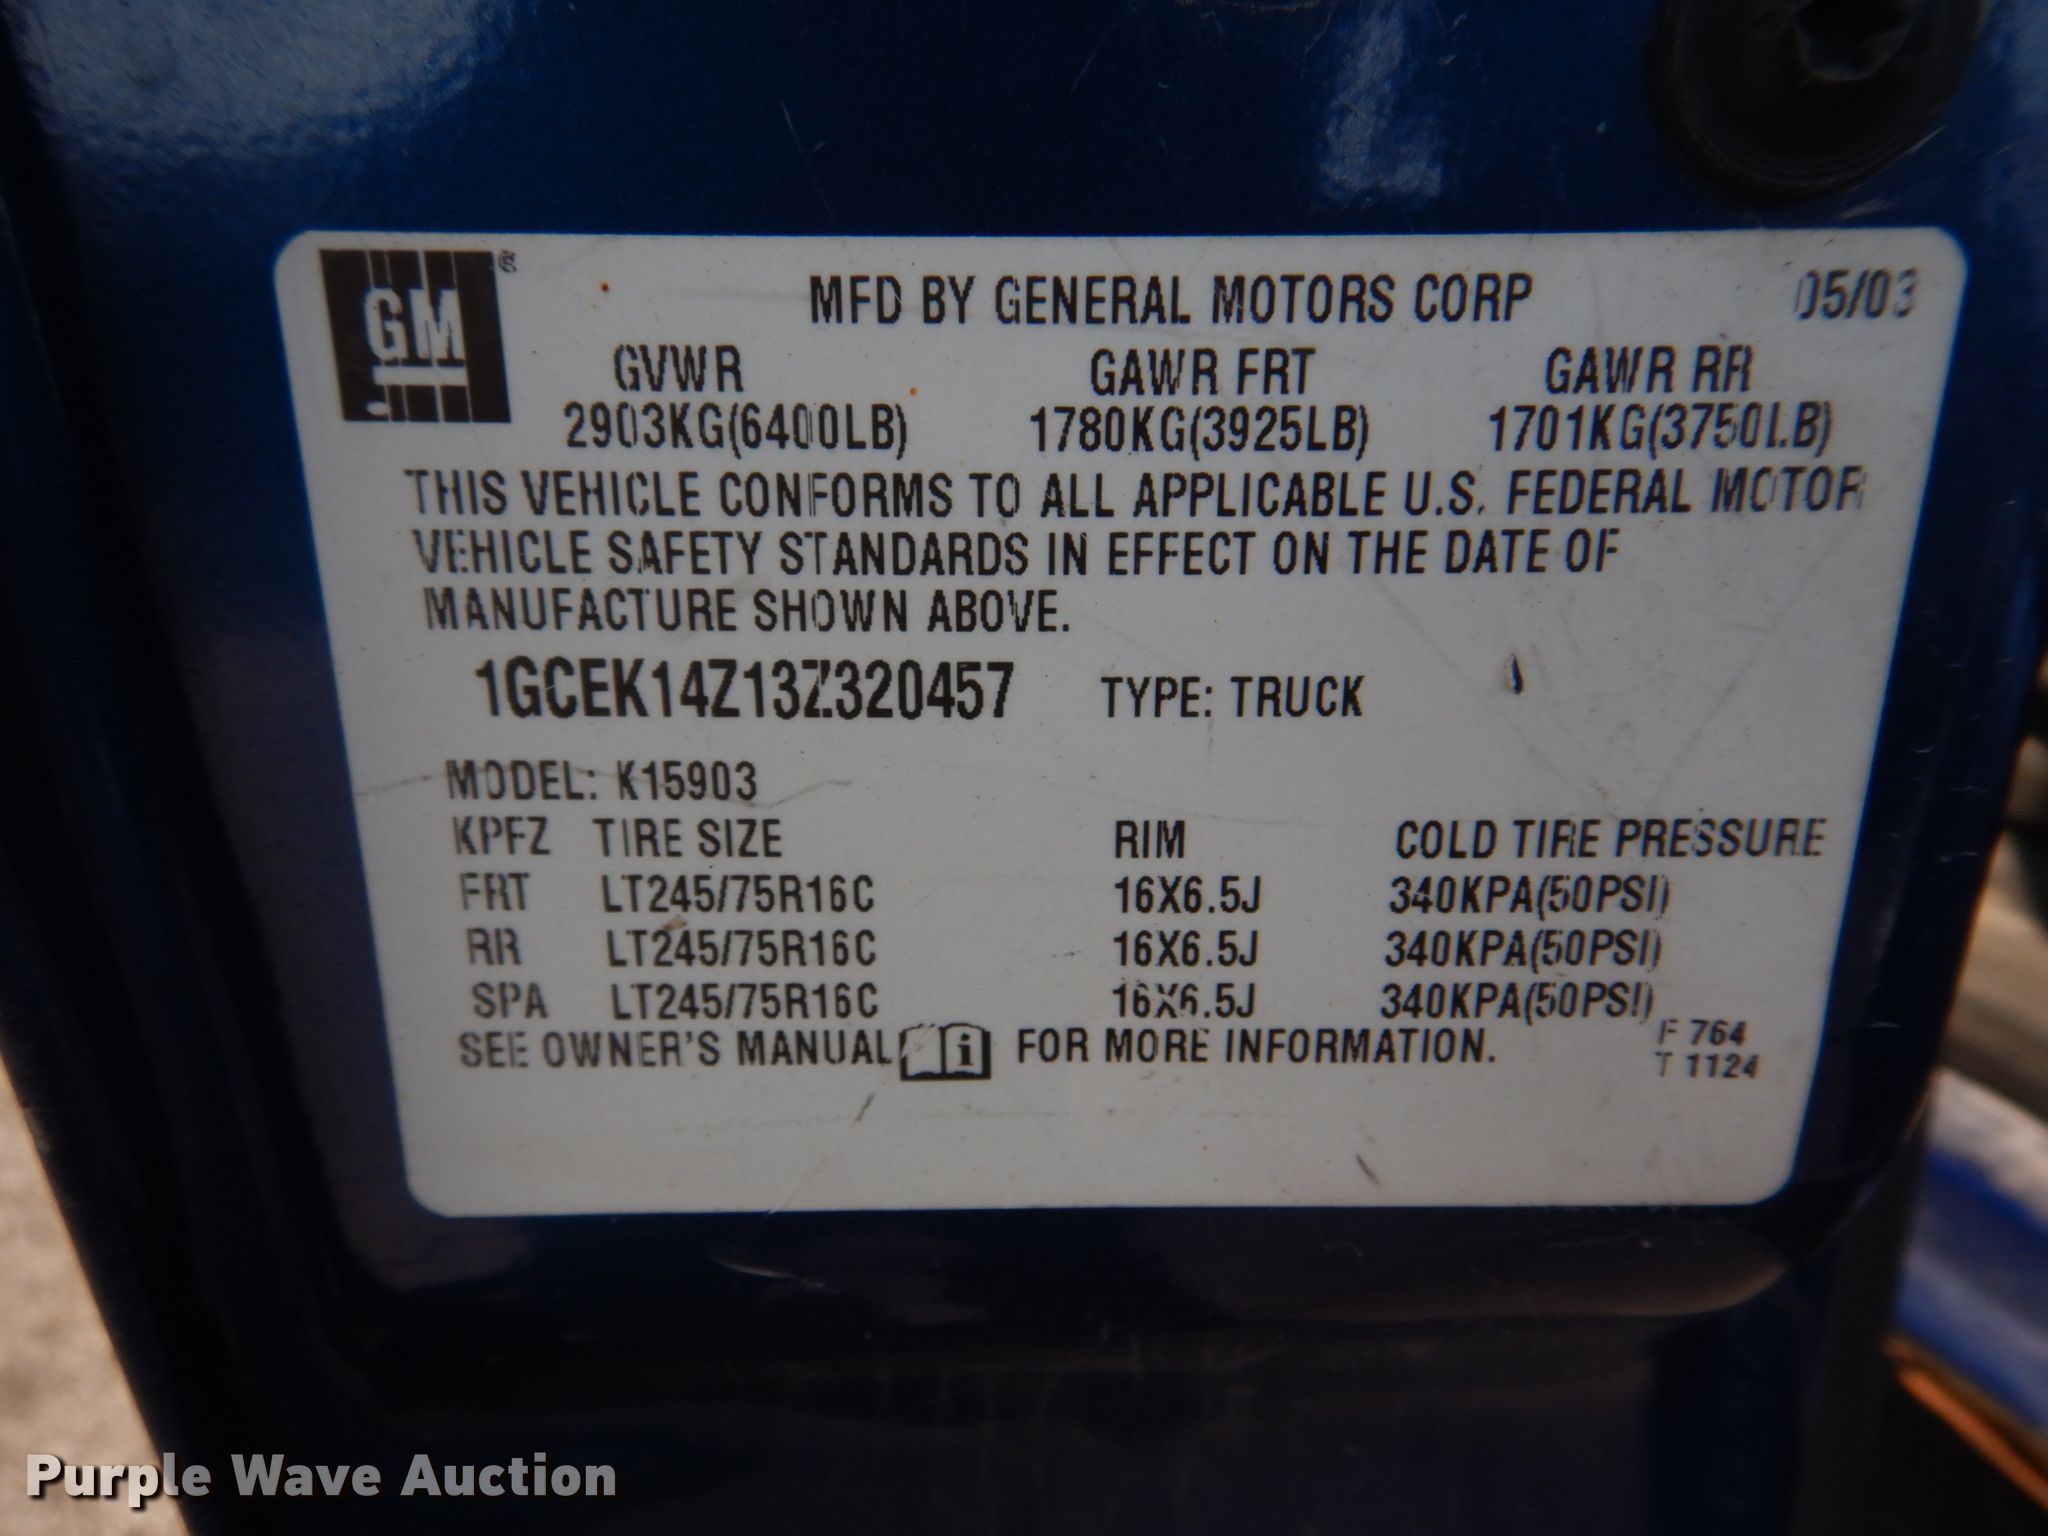 GM ®
MFD BY GENERAL MOTORS CORP 05/03
GVWR GAWR FRT GAWR RR
2903KG(6400LB) 1780KG(3925LB) 1701KG(3750LB)
THIS VEHICLE CONFORMS TO ALL APPLICABLE U.S. FEDERAL MOTOR
VEHICLE SAFETY STANDARDS IN EFFECT ON THE DATE OF
MANUFACTURE SHOWN ABOVE.
1GCEK14Z13Z320457 TYPE: TRUCK
MODEL: K15903
KPFZ TIRE SIZE RIM COLD TIRE PRESSURE
FRT LT245/75R16C 16X6.5J 340KPA(50PSI)
RR LT245/75R16C 16X6.5J 340KPA(50PSI)
SPA LT245/75R16C 16X6.5J 340KPA(50PSI)
SEE OWNER'S MANUAL i FOR MORE INFORMATION.
F 764
T 1124
Purple Wave Auction